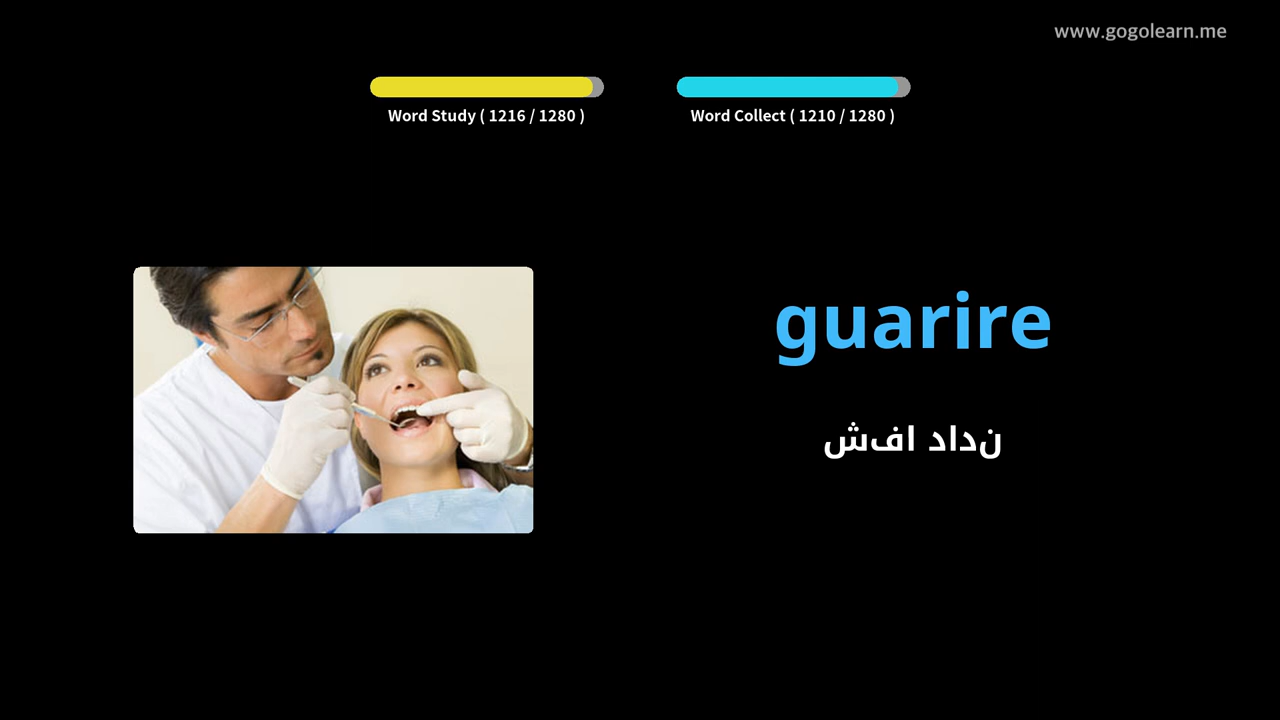 www.gogolearn.me
Word Study ( 1216 / 1280 )
Word Collect ( 1210 / 1280 )
guarire
شفا دادن